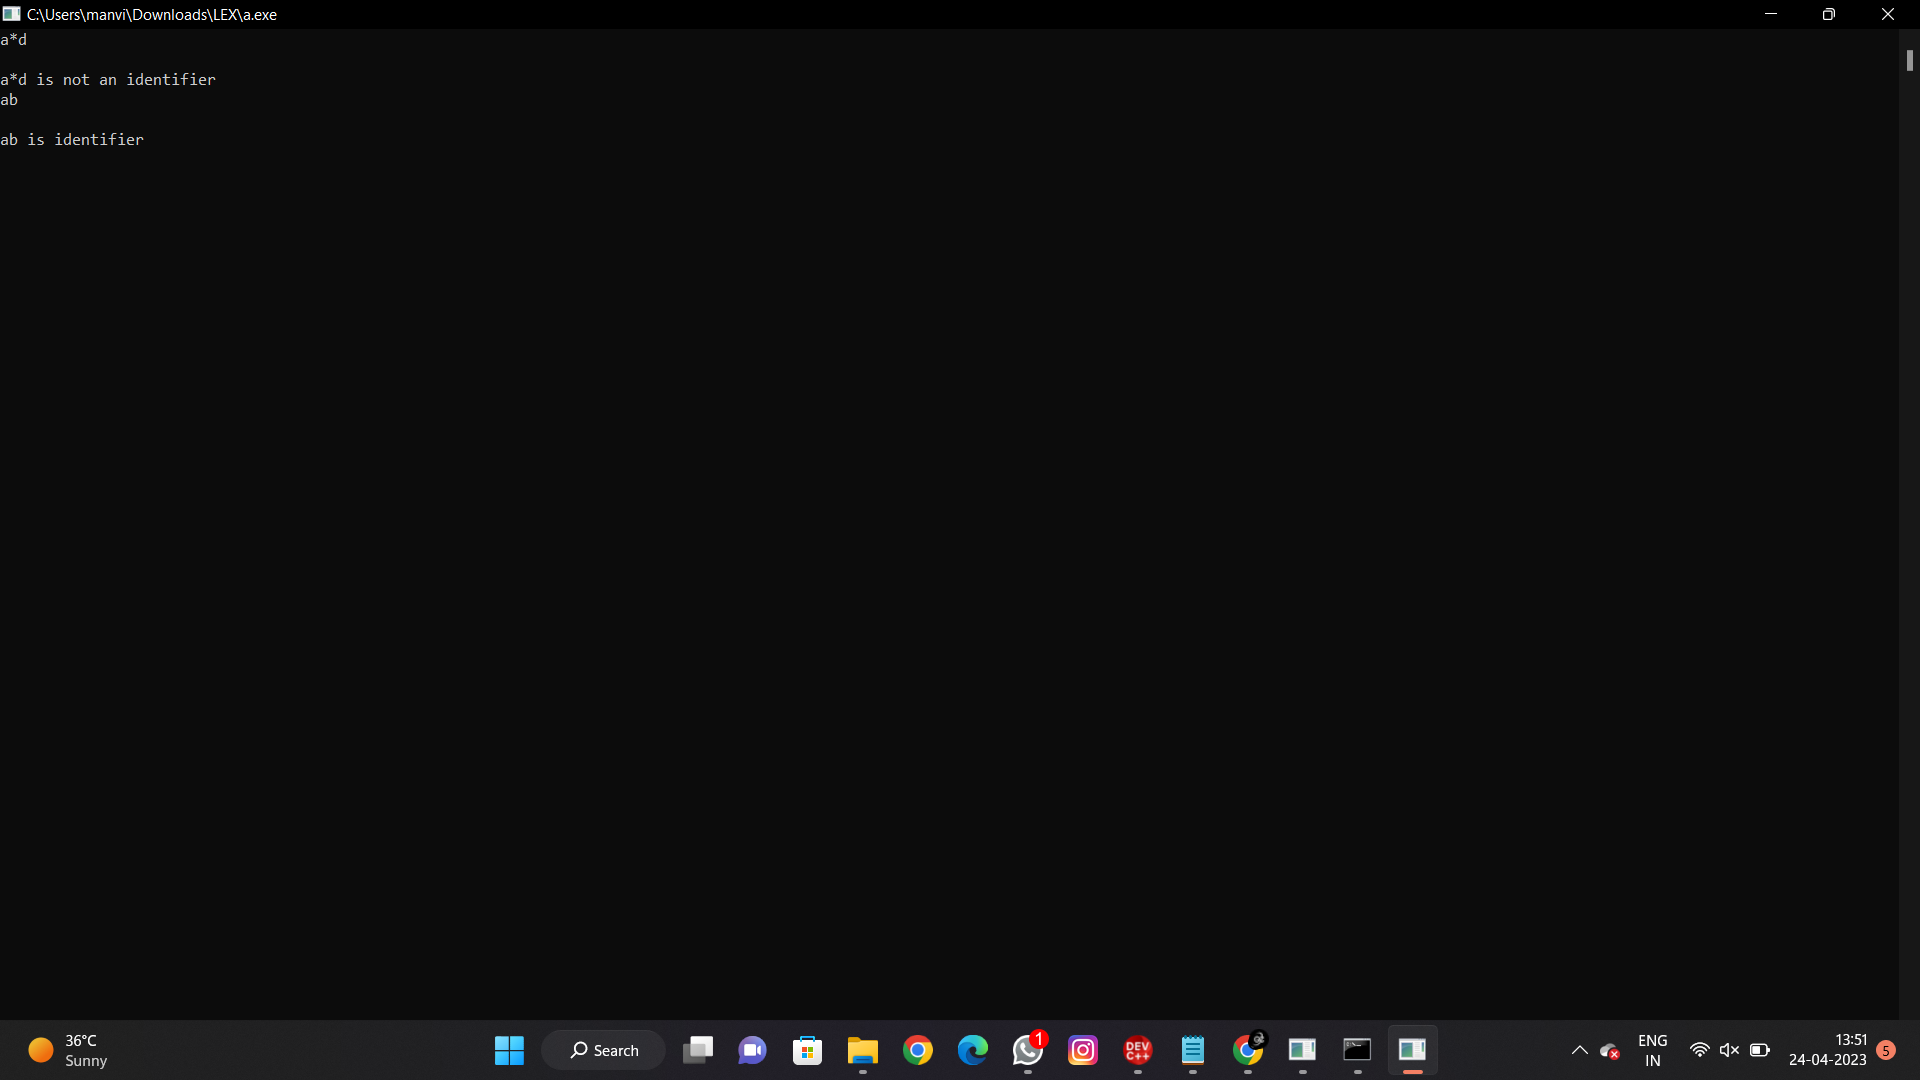 C:\Users\manvi\Downloads\LEX\a.exe
a*d
a*d is not an identifier
ab
ab is identifier
36°C
Sunny
Search
1
DEV
C++
ENG
IN
13:51
24-04-2023
5